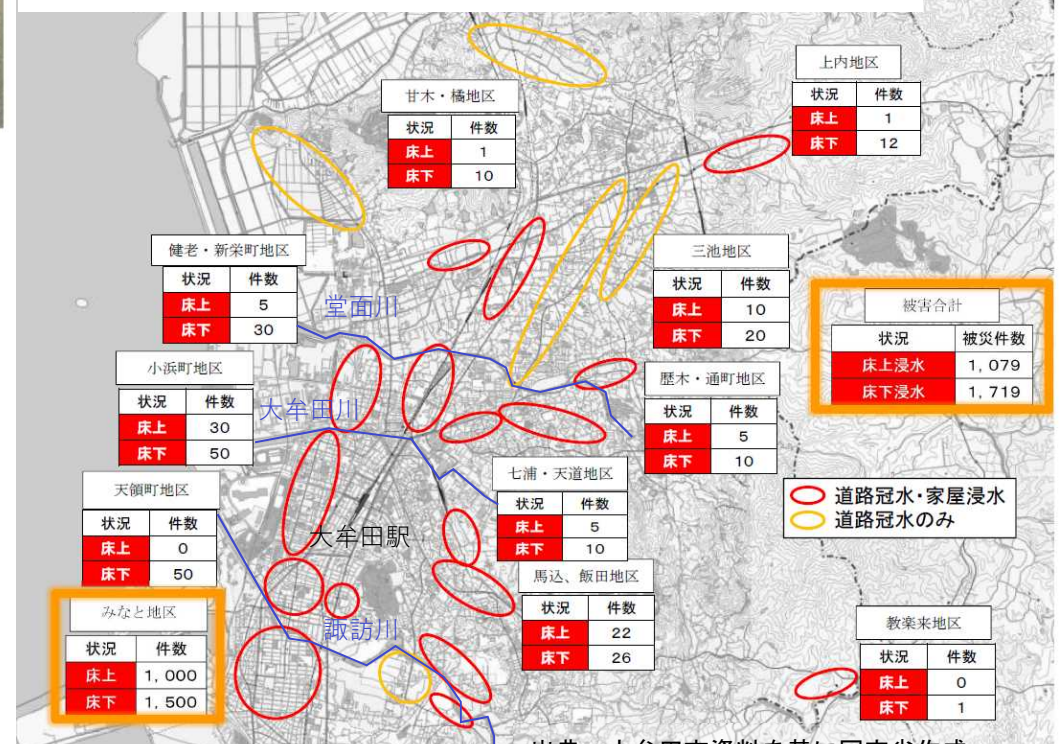 上内地区
状況 件数
床上 1
床下 12
甘木・橘地区
状況 件数
床上 1
床下 10
健老・新栄町地区
状況 件数
床上 5
床下 30
堂面川
三池地区
状況 件数
床上 10
床下 20
被害合計
状況 被災件数
床上浸水 1,079
床下浸水 1,719
小浜町地区
状況 件数
床上 30
床下 50
大牟田川
歴木・通町地区
状況 件数
床上 5
床下 10
天領町地区
状況 件数
床上 0
床下 50
大牟田駅
七浦・天道地区
状況 件数
床上 5
床下 10
道路冠水・家屋浸水
道路冠水のみ
馬込、飯田地区
状況 件数
床上 22
床下 26
みなと地区
状況 件数
床上 1,000
床下 1,500
諏訪川
教楽来地区
状況 件数
床上 0
床下 1